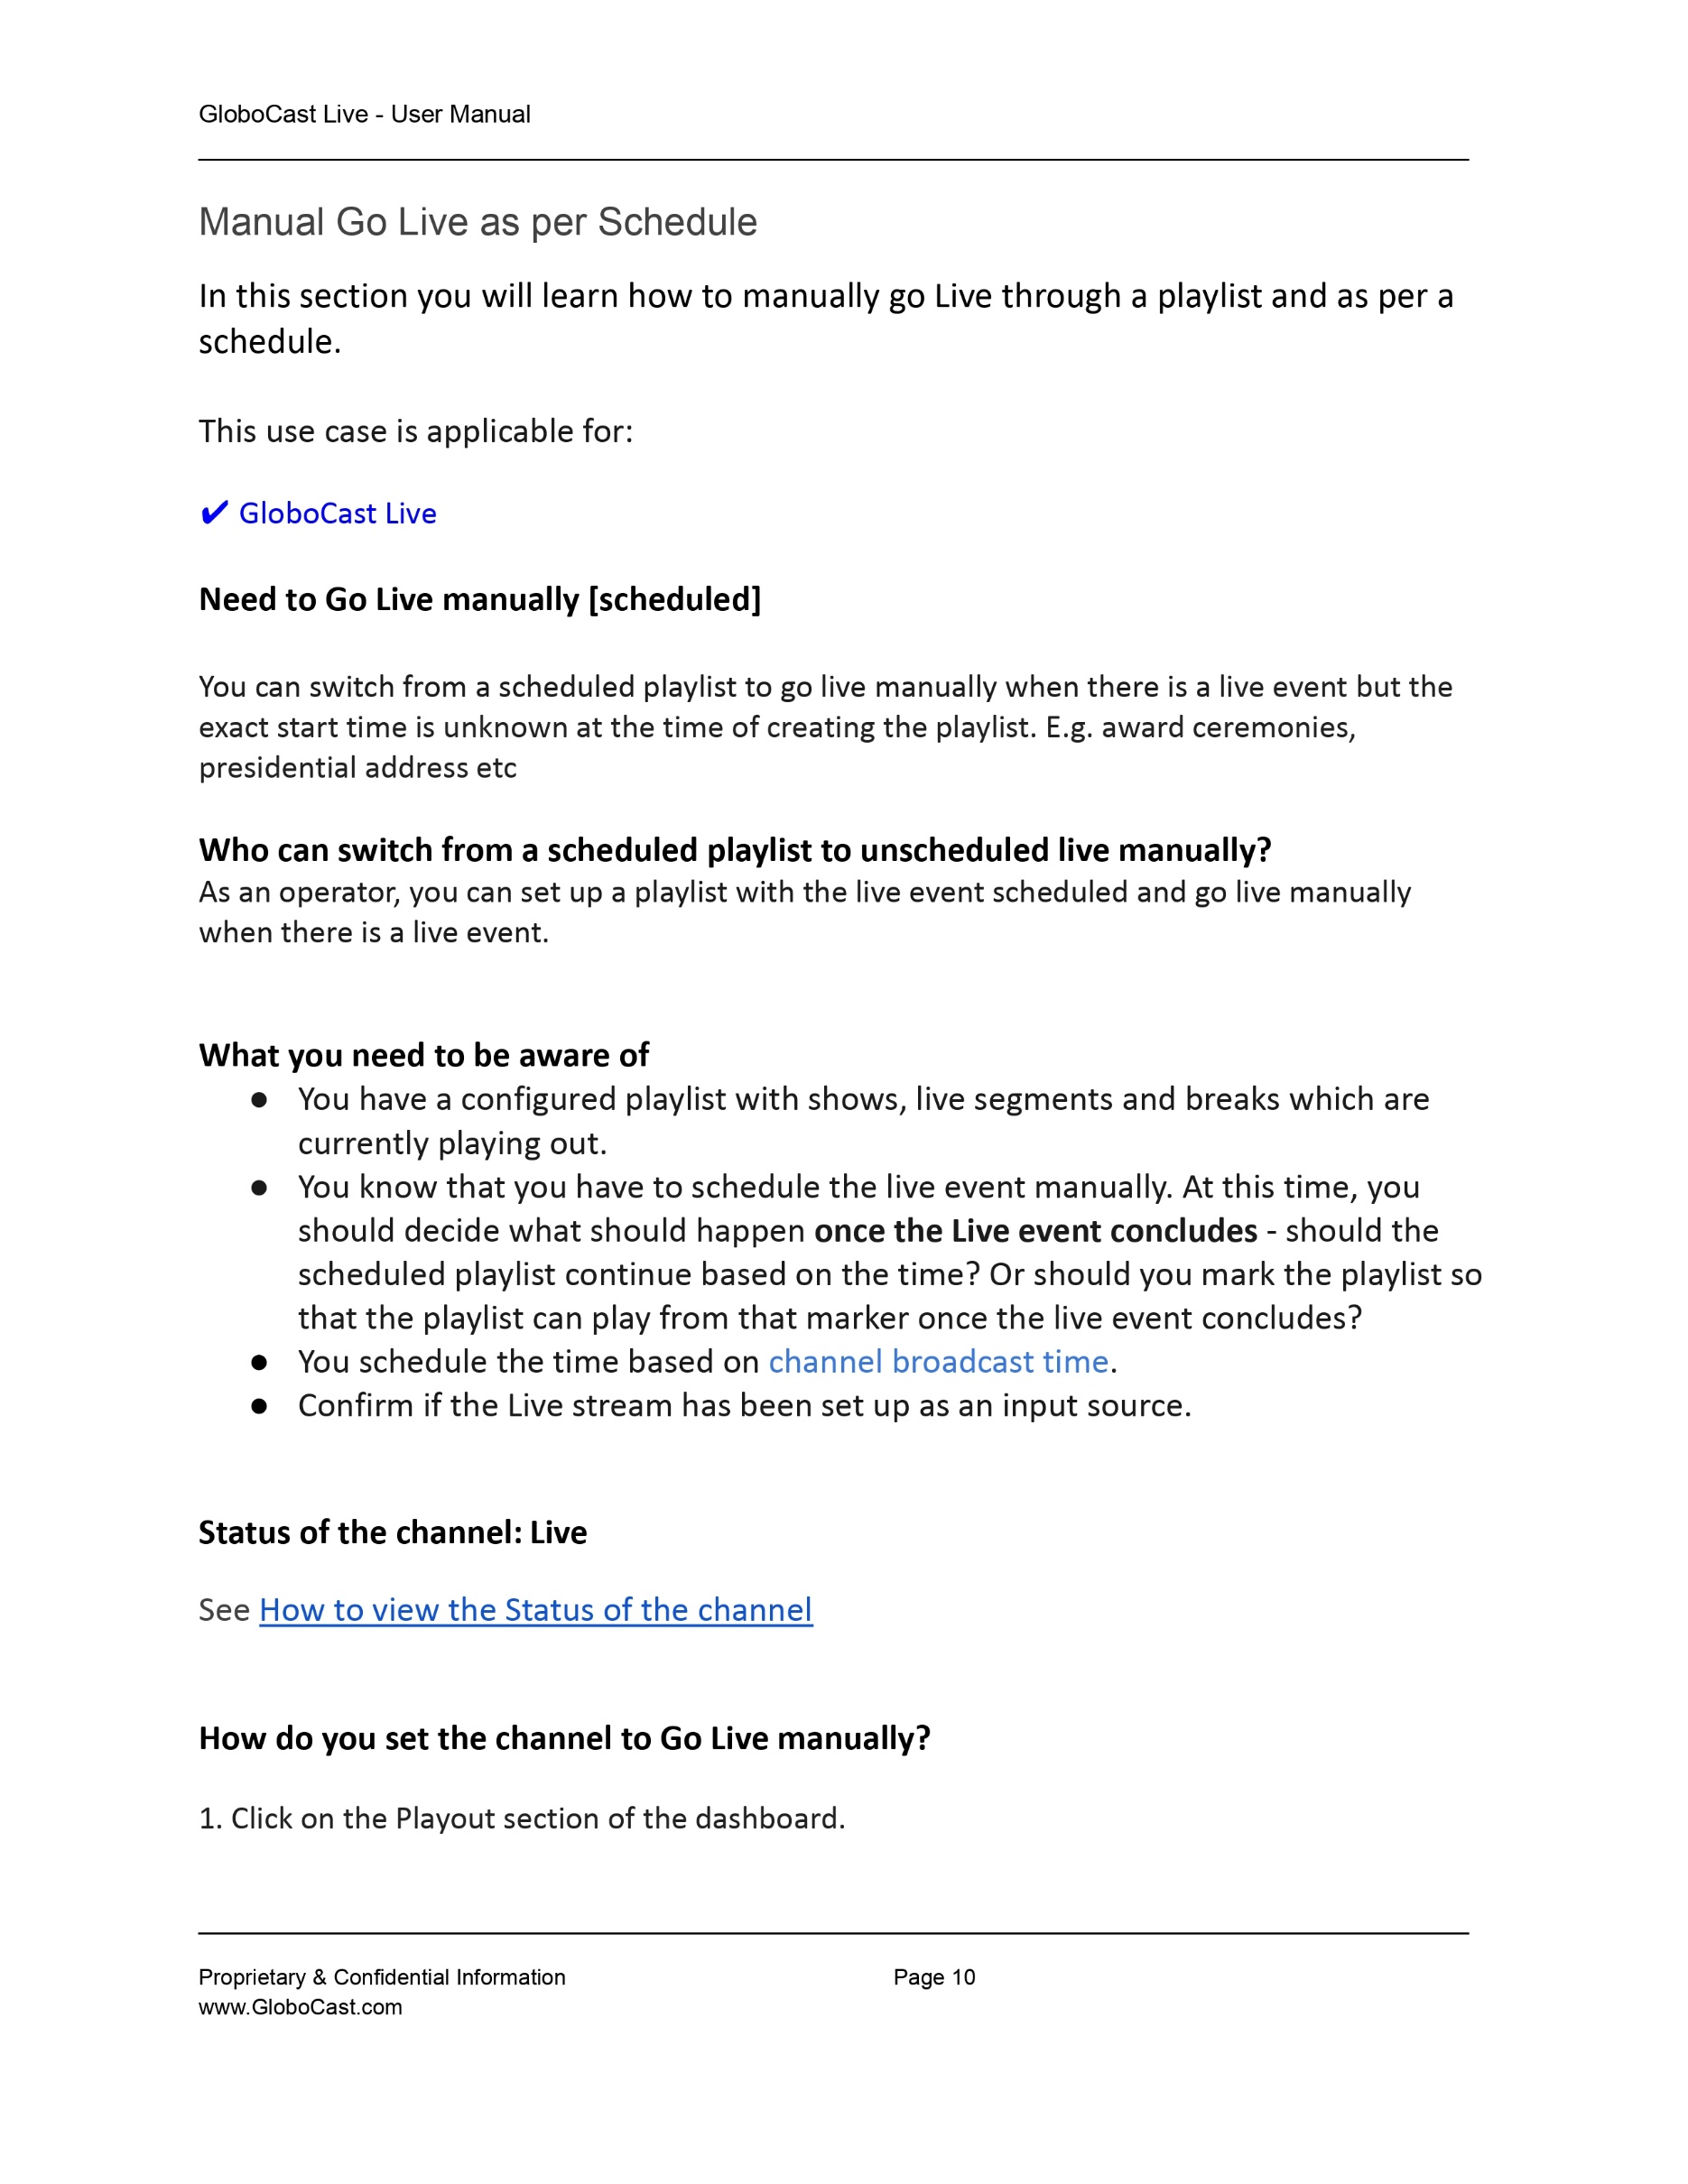 GloboCast Live - User Manual
Manual Go Live as per Schedule
In this section you will learn how to manually go Live through a playlist and as per a
schedule.
This use case is applicable for:
✔ GloboCast Live
Need to Go Live manually [scheduled]
You can switch from a scheduled playlist to go live manually when there is a live event but the
exact start time is unknown at the time of creating the playlist. E.g. award ceremonies,
presidential address etc
Who can switch from a scheduled playlist to unscheduled live manually?
As an operator, you can set up a playlist with the live event scheduled and go live manually
when there is a live event.
What you need to be aware of
● You have a configured playlist with shows, live segments and breaks which are
currently playing out.
● You know that you have to schedule the live event manually. At this time, you
should decide what should happen once the Live event concludes - should the
scheduled playlist continue based on the time? Or should you mark the playlist so
that the playlist can play from that marker once the live event concludes?
● You schedule the time based on channel broadcast time.
● Confirm if the Live stream has been set up as an input source.
Status of the channel: Live
See How to view the Status of the channel
How do you set the channel to Go Live manually?
1. Click on the Playout section of the dashboard.
Proprietary & Confidential Information Page 10
www.GloboCast.com